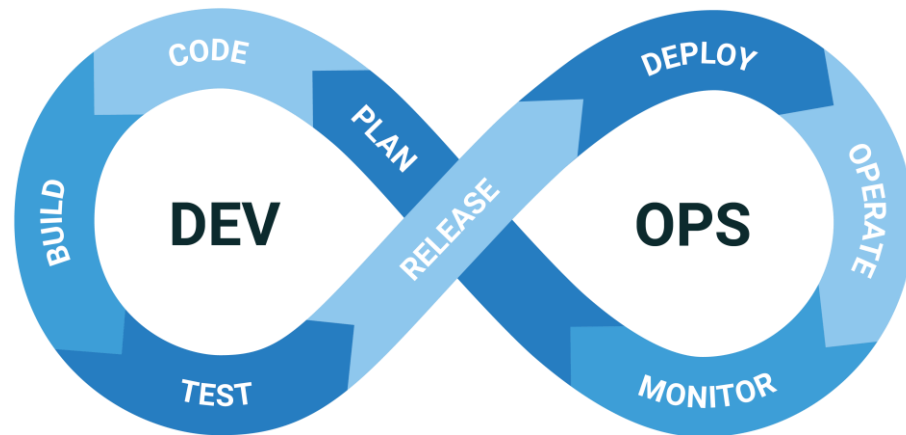 CODE
DEPLOY
PLAN
OPERATE
BUILD
DEV
RELEASE
OPS
TEST
MONITOR